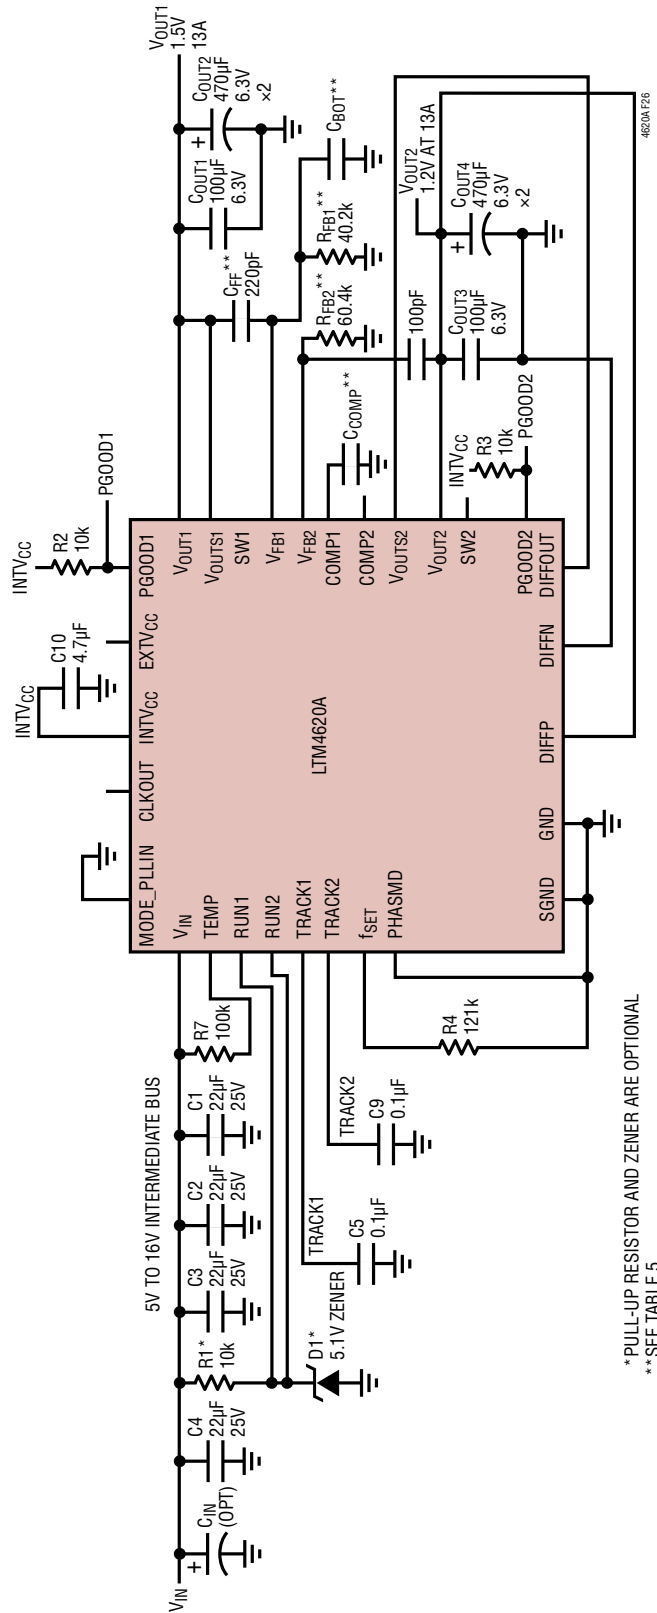 INTVCC
INTVCC
C10
4.7µF
R2
10k
PGOOD1
VOUT1
1.5V
13A
5V TO 16V INTERMEDIATE BUS
VIN
CIN
(OPT)
+
C4
22µF
25V
R1*
10k
C3
22µF
25V
C2
22µF
25V
C1
22µF
25V
R7
100k
D1*
5.1V ZENER
TRACK1
C5
0.1µF
TRACK2
C9
0.1µF
R4
121k
MODE_PLLIN
CLKOUT
INTVCC
EXTVCC
PGOOD1
VIN
TEMP
RUN1
RUN2
TRACK1
TRACK2
fSET
PHASMD
LTM4620A
VOUT1
VOUTS1
SW1
VFB1
VFB2
COMP1
COMP2
VOUTS2
VOUT2
SW2
PGOOD2
SGND
GND
DIFFP
DIFFN
DIFFOUT
CFF**
220pF
COUT1
100µF
6.3V
COUT2
470µF
6.3V
×2
+
RFB2**
60.4k
RFB1**
40.2k
CBOT**
CCOMP**
100pF
VOUT2
1.2V AT 13A
COUT3
100µF
6.3V
COUT4
470µF
6.3V
×2
+
INTVCC
R3
10k
PGOOD2
4620A F26
*PULL-UP RESISTOR AND ZENER ARE OPTIONAL
**SEE TABLE 5